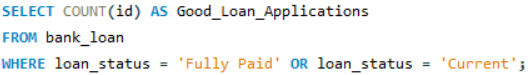 SELECT COUNT(id) AS Good_Loan_Applications
FROM bank_loan
WHERE loan_status = 'Fully Paid' OR loan_status = 'Current';